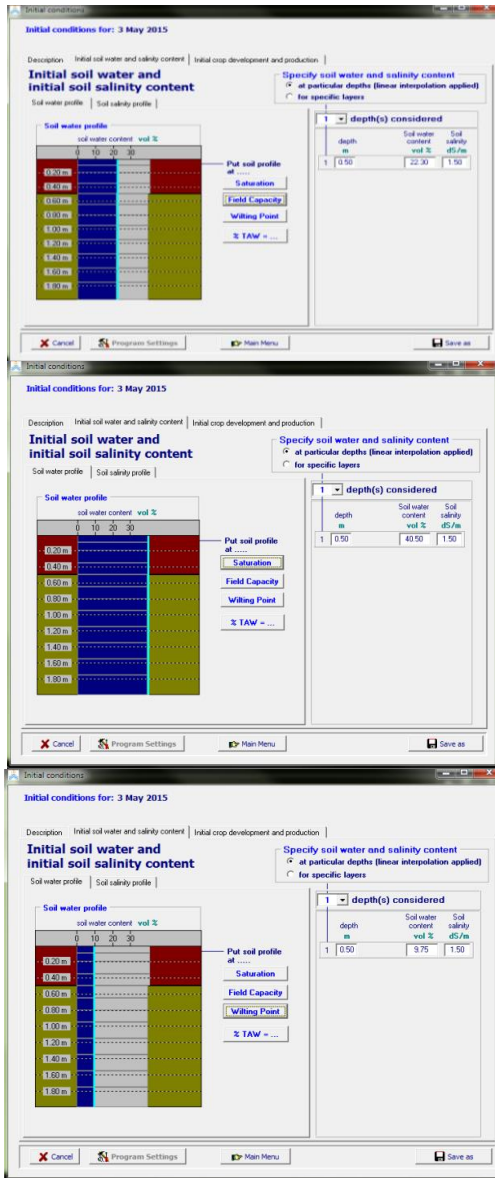 Initial conditions
Initial conditions for: 3 May 2015
Description Initial soil water and salinity content Initial crop development and production
Initial soil water and
initial soil salinity content
Soil water profile Soil salinity profile
Specify soil water and salinity content
at particular depths (linear interpolation applied)
for specific layers
Soil water profile
soil water content vol %
0 10 20 30
0.20 m
0.40 m
0.60 m
0.80 m
1.00 m
1.20 m
1.40 m
1.60 m
1.80 m
Put soil profile
at .....
Saturation
Field Capacity
Wilting Point
% TAW = ...
1 depth(s) considered
depth Soil water content Soil salinity
m vol % dS/m
1 0.50 22.30 1.50
Cancel Program Settings Main Menu Save as
Initial conditions
Initial conditions for: 3 May 2015
Description Initial soil water and salinity content Initial crop development and production
Initial soil water and
initial soil salinity content
Soil water profile Soil salinity profile
Specify soil water and salinity content
at particular depths (linear interpolation applied)
for specific layers
Soil water profile
soil water content vol %
0 10 20 30
0.20 m
0.40 m
0.60 m
0.80 m
1.00 m
1.20 m
1.40 m
1.60 m
1.80 m
Put soil profile
at .....
Saturation
Field Capacity
Wilting Point
% TAW = ...
1 depth(s) considered
depth Soil water content Soil salinity
m vol % dS/m
1 0.50 40.50 1.50
Cancel Program Settings Main Menu Save as
Initial conditions
Initial conditions for: 3 May 2015
Description Initial soil water and salinity content Initial crop development and production
Initial soil water and
initial soil salinity content
Soil water profile Soil salinity profile
Specify soil water and salinity content
at particular depths (linear interpolation applied)
for specific layers
Soil water profile
soil water content vol %
0 10 20 30
0.20 m
0.40 m
0.60 m
0.80 m
1.00 m
1.20 m
1.40 m
1.60 m
1.80 m
Put soil profile
at .....
Saturation
Field Capacity
Wilting Point
% TAW = ...
1 depth(s) considered
depth Soil water content Soil salinity
m vol % dS/m
1 0.50 9.75 1.50
Cancel Program Settings Main Menu Save as